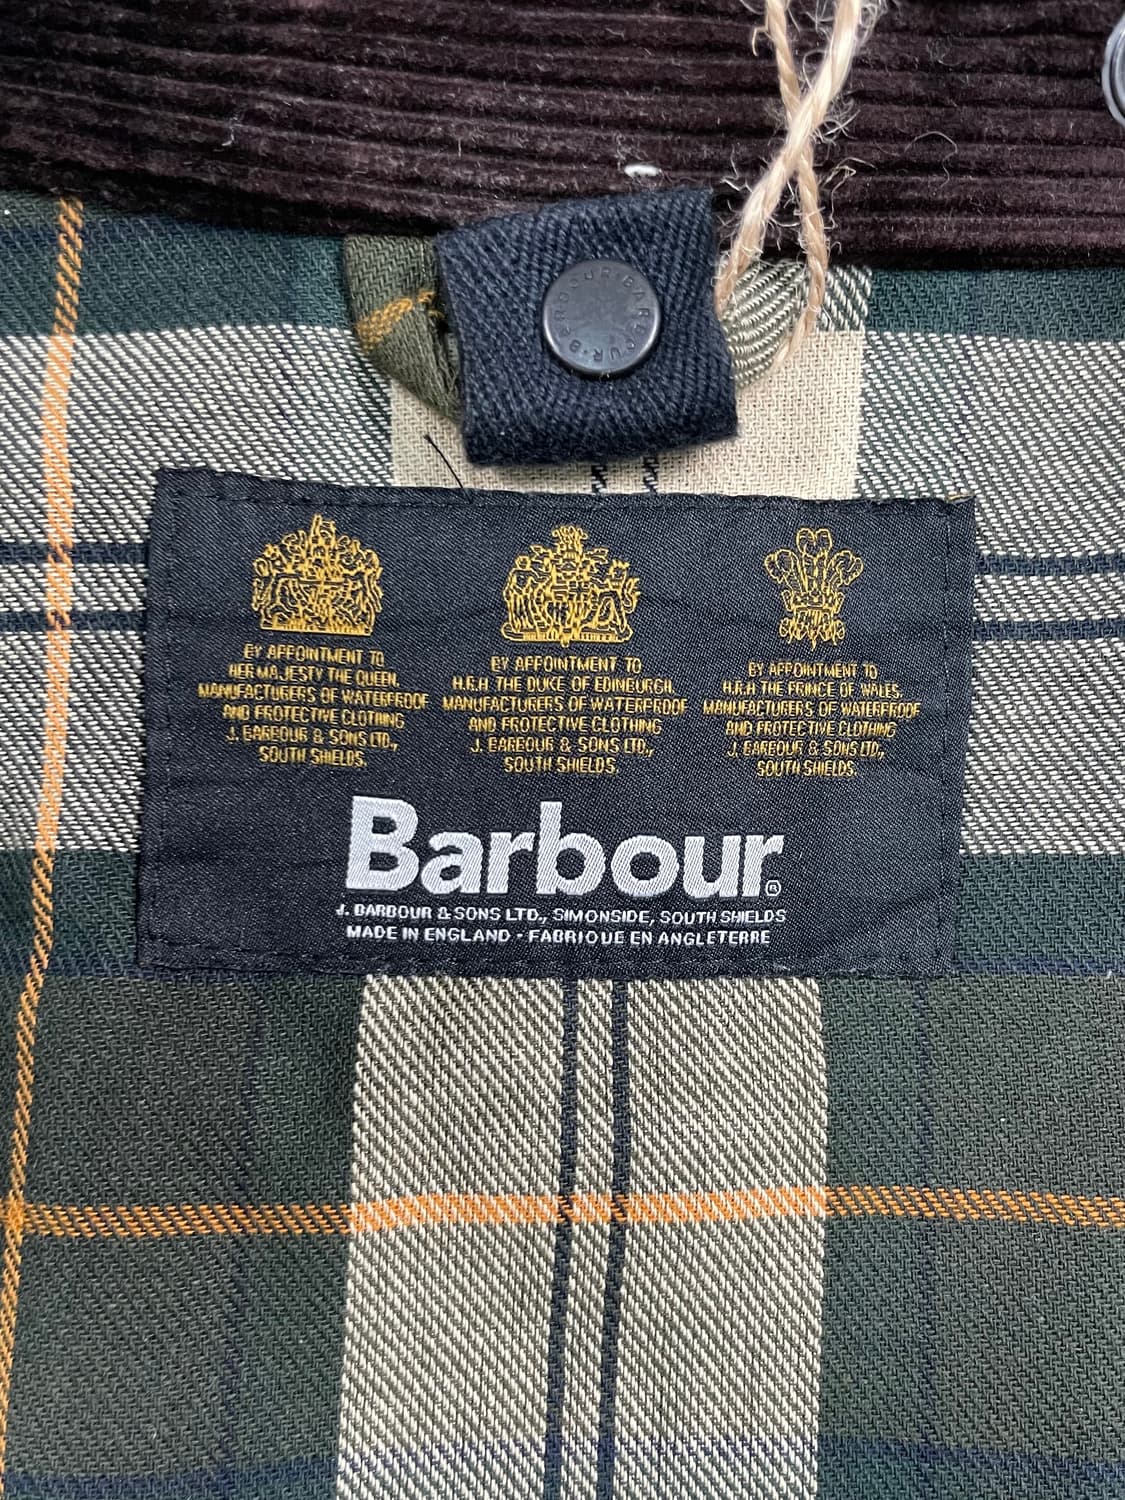 BARBOUR · BARBOUR ·
BY APPOINTMENT TO
HER MAJESTY THE QUEEN.
MANUFACTURERS OF WATERPROOF
AND PROTECTIVE CLOTHING
J. BARBOUR & SONS LTD.,
SOUTH SHIELDS.
BY APPOINTMENT TO
H.R.H THE DUKE OF EDINBURGH.
MANUFACTURERS OF WATERPROOF
AND PROTECTIVE CLOTHING
J. BARBOUR & SONS LTD.,
SOUTH SHIELDS.
BY APPOINTMENT TO
H.R.H THE PRINCE OF WALES.
MANUFACTURERS OF WATERPROOF
AND PROTECTIVE CLOTHING
J. BARBOUR & SONS LTD.,
SOUTH SHIELDS.
Barbour®
J. BARBOUR & SONS LTD., SIMONSIDE, SOUTH SHIELDS
MADE IN ENGLAND - FABRIQUE EN ANGLETERRE